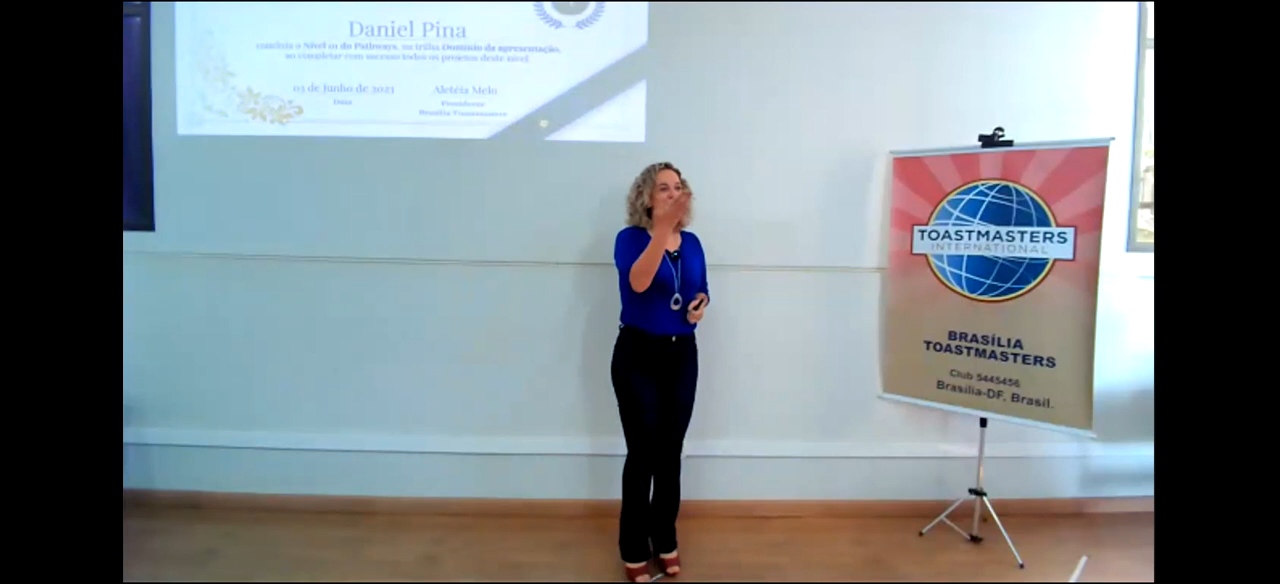 Daniel Pina
concluiu o Nível 01 do Pathways, na trilha Domínio da apresentação,
ao completar com sucesso todos os projetos deste nível
03 de Junho de 2023
Aletéia Melo
Data
Presidente
Brasília Toastmasters
TOASTMASTERS
INTERNATIONAL
BRASÍLIA
TOASTMASTERS
Club 5445456
Brasília-DF, Brasil.